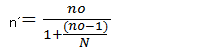 n´= no
1+ (no−1)
N